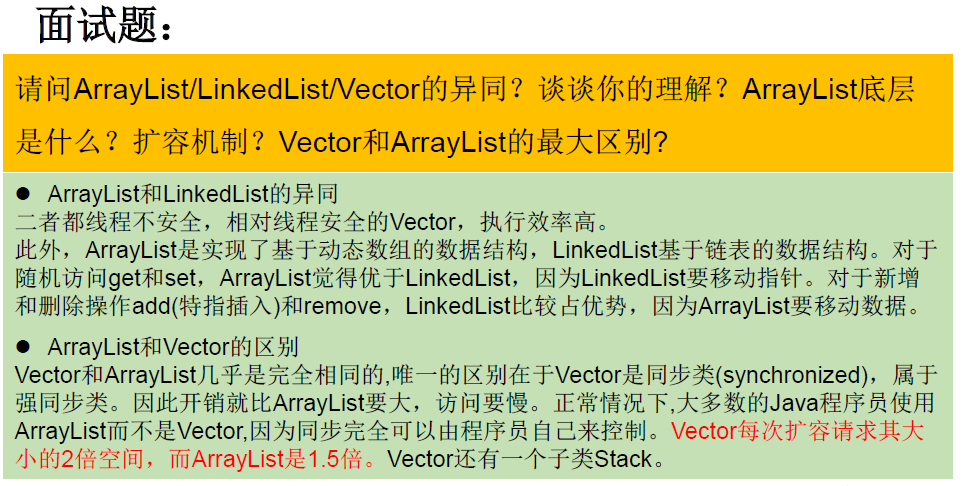 面试题：
请问ArrayList/LinkedList/Vector的异同？谈谈你的理解？ArrayList底层
是什么？扩容机制？Vector和ArrayList的最大区别?
● ArrayList和LinkedList的异同
二者都线程不安全，相对线程安全的Vector，执行效率高。
此外，ArrayList是实现了基于动态数组的数据结构，LinkedList基于链表的数据结构。对于
随机访问get和set，ArrayList觉得优于LinkedList，因为LinkedList要移动指针。对于新增
和删除操作add(特指插入)和remove，LinkedList比较占优势，因为ArrayList要移动数据。
● ArrayList和Vector的区别
Vector和ArrayList几乎是完全相同的,唯一的区别在于Vector是同步类(synchronized)，属于
强同步类。因此开销就比ArrayList要大，访问要慢。正常情况下,大多数的Java程序员使用
ArrayList而不是Vector,因为同步完全可以由程序员自己来控制。Vector每次扩容请求其大
小的2倍空间，而ArrayList是1.5倍。Vector还有一个子类Stack。